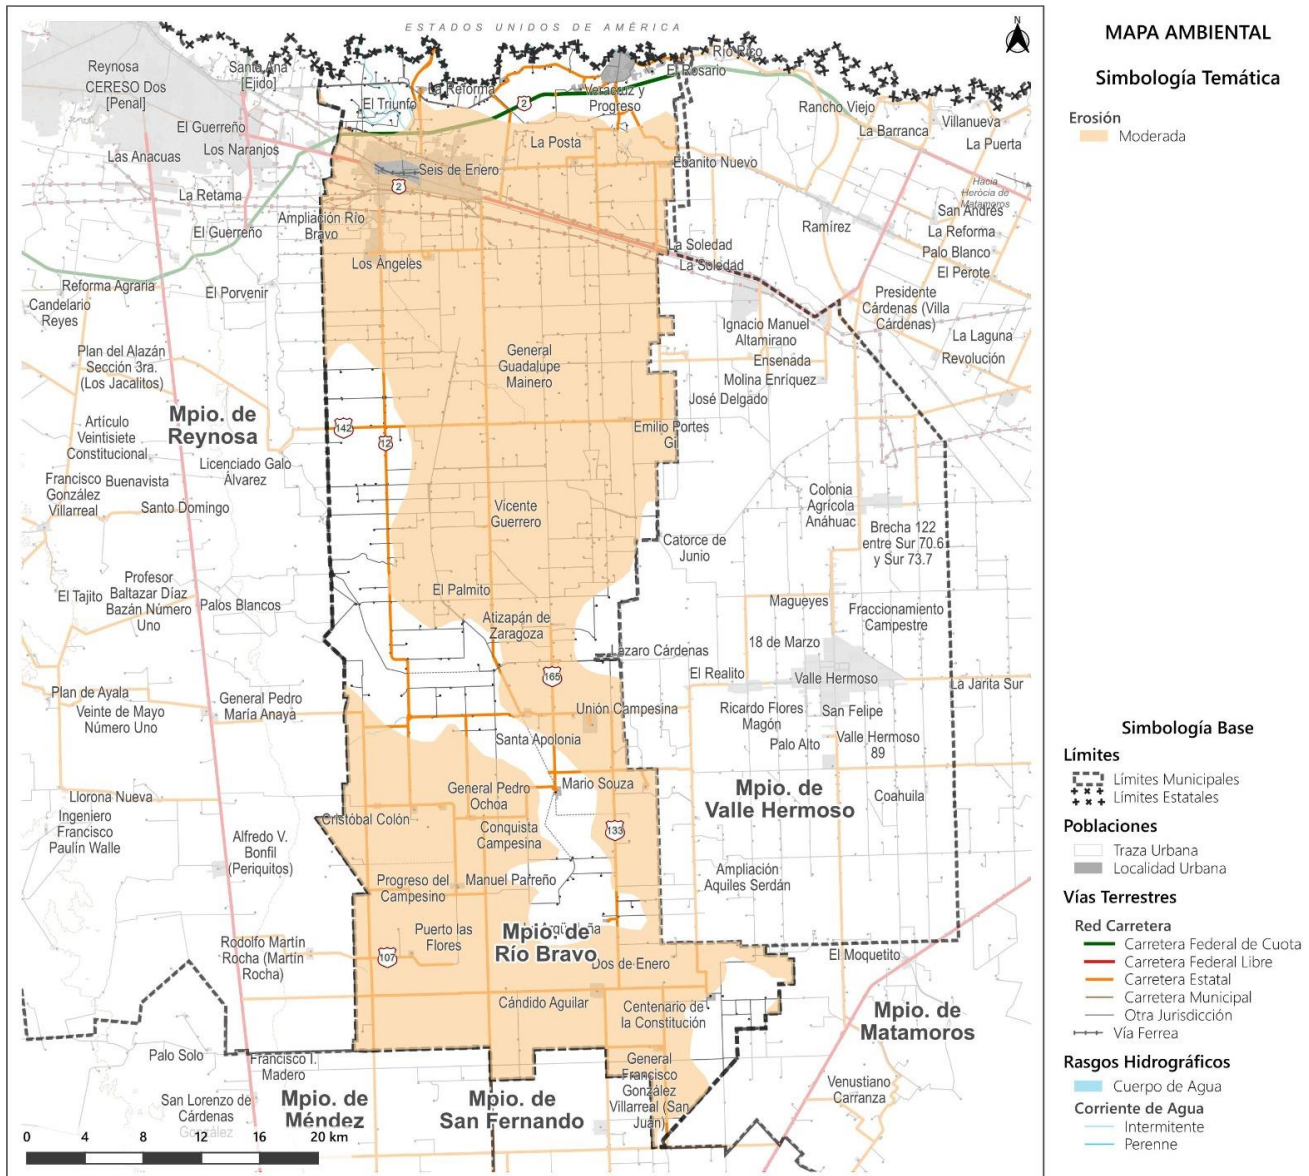 ESTADOS UNIDOS DE AMÉRICA
N
MAPA AMBIENTAL
Simbología Temática
Erosión
Moderada
Reynosa
CERESO Dos
[Penal]
Santa Ana
[Ejido]
El Triunfo
La Reforma
2
Veracruz y
Progreso
Río Rico
El Rosario
Rancho Viejo
La Barranca
Villanueva
La Puerta
El Guerreño
Los Naranjos
Las Anacuas
La Posta
Ebanito Nuevo
Seis de Enero
2
La Retama
Hacia
Heróica de
Matamoros
San Andrés
La Reforma
Palo Blanco
El Perote
Ramírez
El Guerreño
Ampliación Río
Bravo
Los Ángeles
La Soledad
La Soledad
Reforma Agraria
Candelario
Reyes
El Porvenir
Presidente
Cárdenas (Villa
Cárdenas)
Ignacio Manuel
Altamirano
La Laguna
Revolución
Ensenada
Molina Enríquez
José Delgado
Plan del Alazán
Sección 3ra.
(Los Jacalitos)
General
Guadalupe
Mainero
Mpio. de
Reynosa
142
12
Emilio Portes
Gil
Artículo
Veintisiete
Constitucional
Licenciado Galo
Álvarez
Francisco
González
Villarreal
Buenavista
Santo Domingo
Vicente
Guerrero
Colonia
Agrícola
Anáhuac
Brecha 122
entre Sur 70.6
y Sur 73.7
Catorce de
Junio
El Tajito
Profesor
Baltazar Díaz
Bazán Número
Uno
Palos Blancos
El Palmito
Atizapán de
Zaragoza
Magueyes
Fraccionamiento
Campestre
18 de Marzo
Lázaro Cárdenas
165
El Realito
Valle Hermoso
La Jarita Sur
Plan de Ayala
Veinte de Mayo
Número Uno
General Pedro
María Anaya
Unión Campesina
Ricardo Flores
Magón
San Felipe
Santa Apolonia
Palo Alto
Valle Hermoso
89
Llorona Nueva
Ingeniero
Francisco
Paulín Walle
General Pedro
Ochoa
Mario Souza
Mpio. de
Valle Hermoso
Coahuila
Cristóbal Colón
Conquista
Campesina
133
Alfredo V.
Bonfil
(Periquitos)
Progreso del
Campesino
Manuel Parreño
Ampliación
Aquiles Serdán
Puerto las
Flores
Mpio. de
Río Bravo
Rodolfo Martín
Rocha (Martín
Rocha)
107
Dos de Enero
El Moquetito
Cándido Aguilar
Centenario de
la Constitución
Mpio. de
Matamoros
Palo Solo
Francisco I.
Madero
General
Francisco
González
Villarreal (San
Juán)
Venustiano
Carranza
San Lorenzo de
Cárdenas
González
Mpio. de
Méndez
Mpio. de
San Fernando
0 4 8 12 16 20 km
Simbología Base
Límites
Límites Municipales
Límites Estatales
Poblaciones
Traza Urbana
Localidad Urbana
Vías Terrestres
Red Carretera
Carretera Federal de Cuota
Carretera Federal Libre
Carretera Estatal
Carretera Municipal
Otra Jurisdicción
Vía Ferrea
Rasgos Hidrográficos
Cuerpo de Agua
Corriente de Agua
Intermitente
Perenne